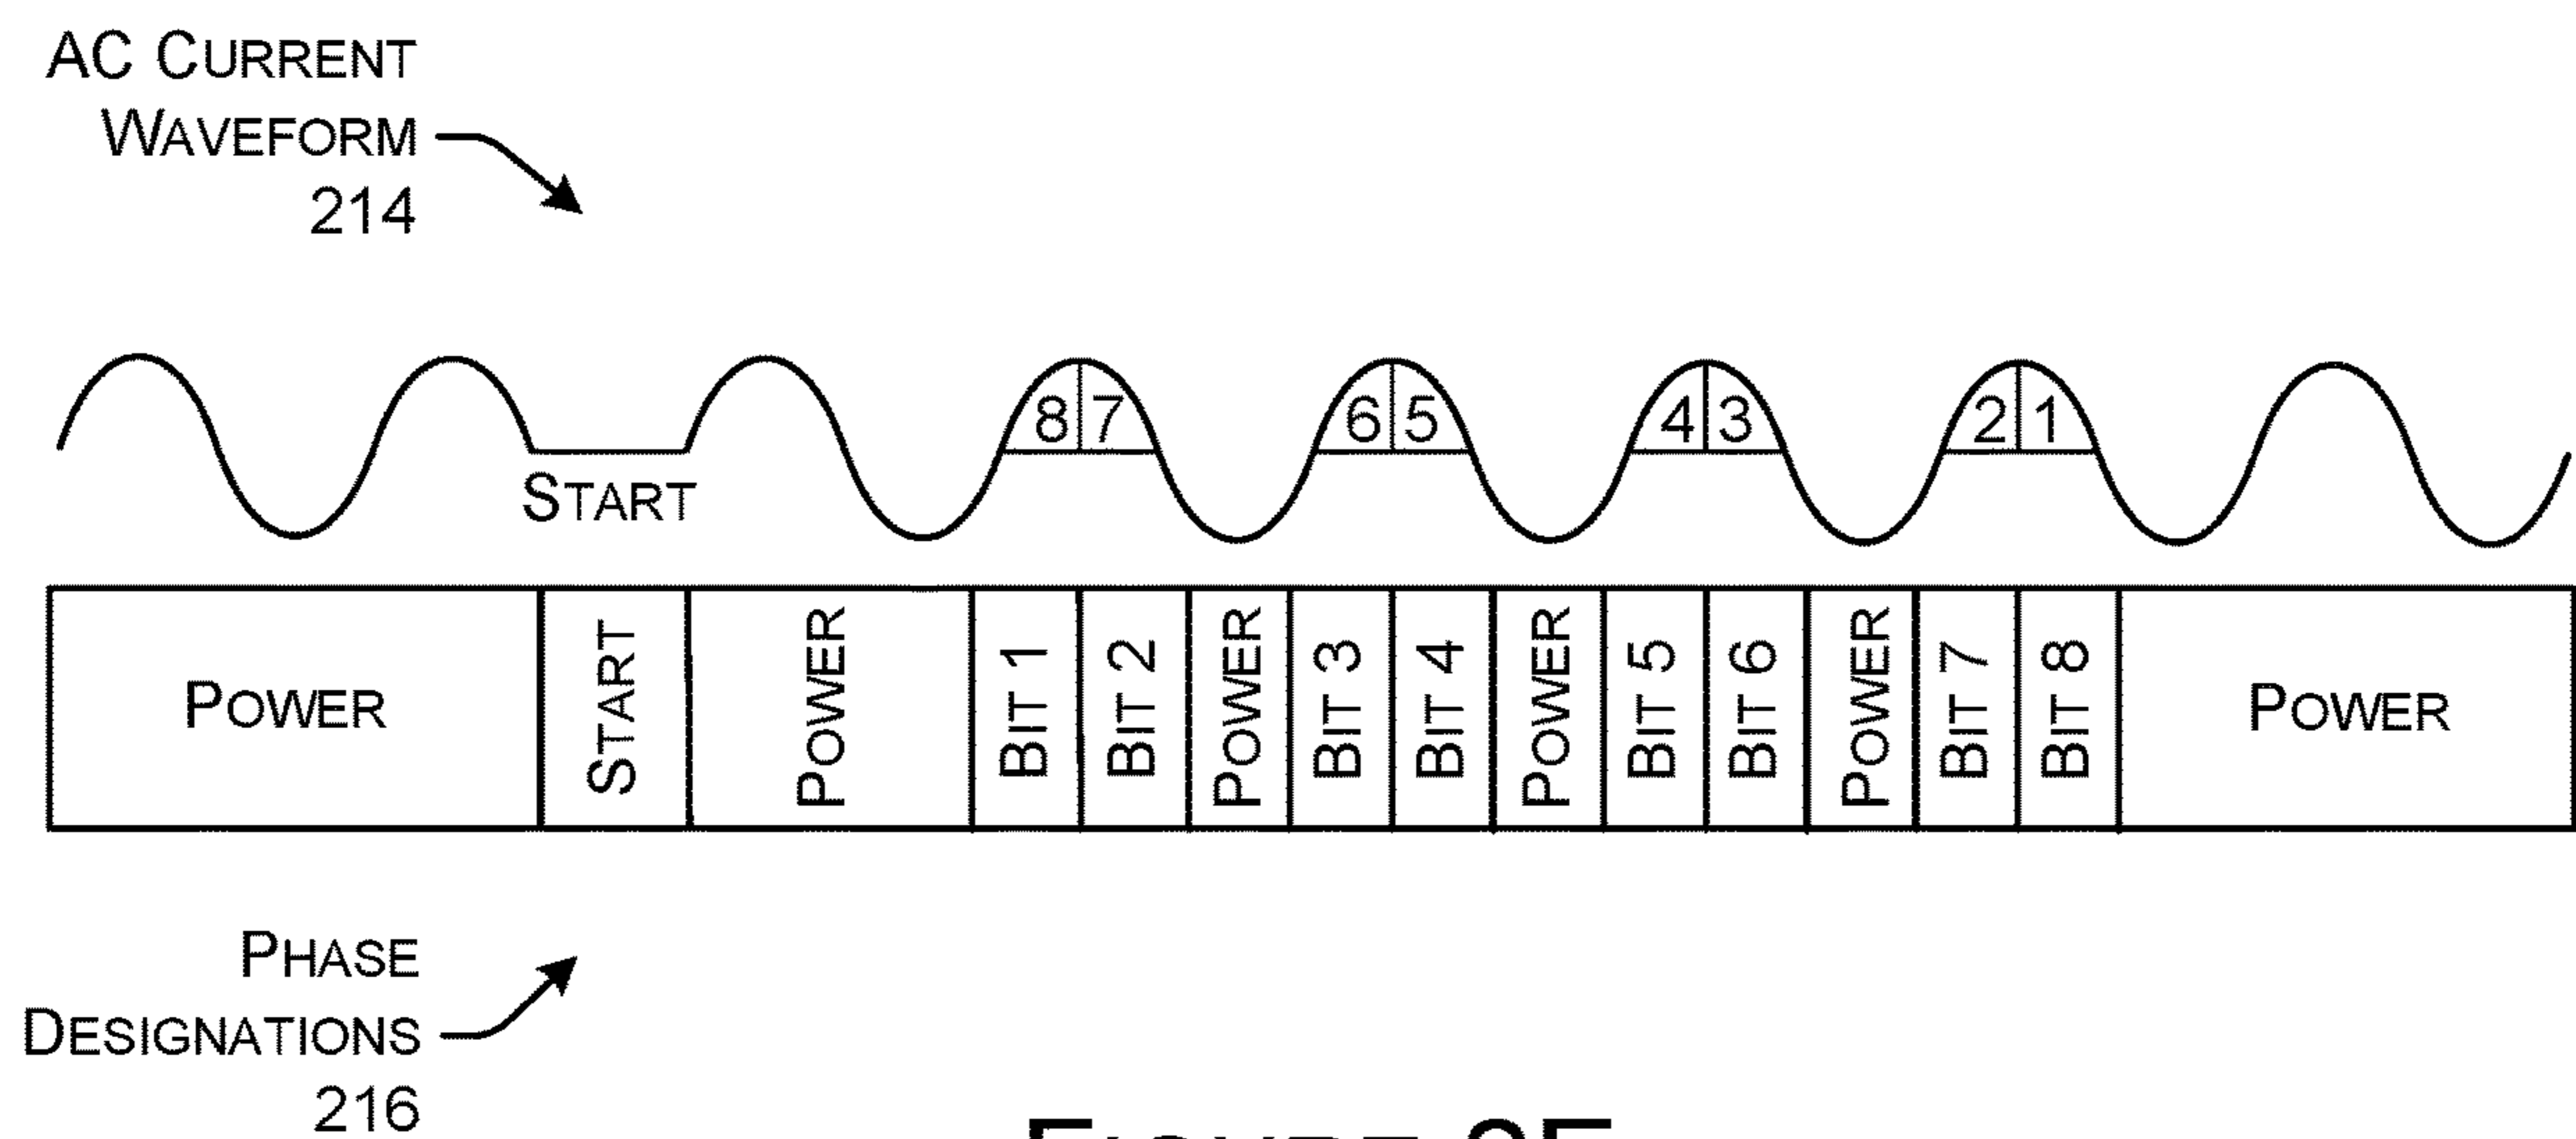 AC CURRENT
WAVEFORM
214
8 7 6 5 4 3 2 1
START
POWER START POWER BIT 1 BIT 2 POWER BIT 3 BIT 4 POWER BIT 5 BIT 6 POWER BIT 7 BIT 8 POWER
PHASE
DESIGNATIONS
216